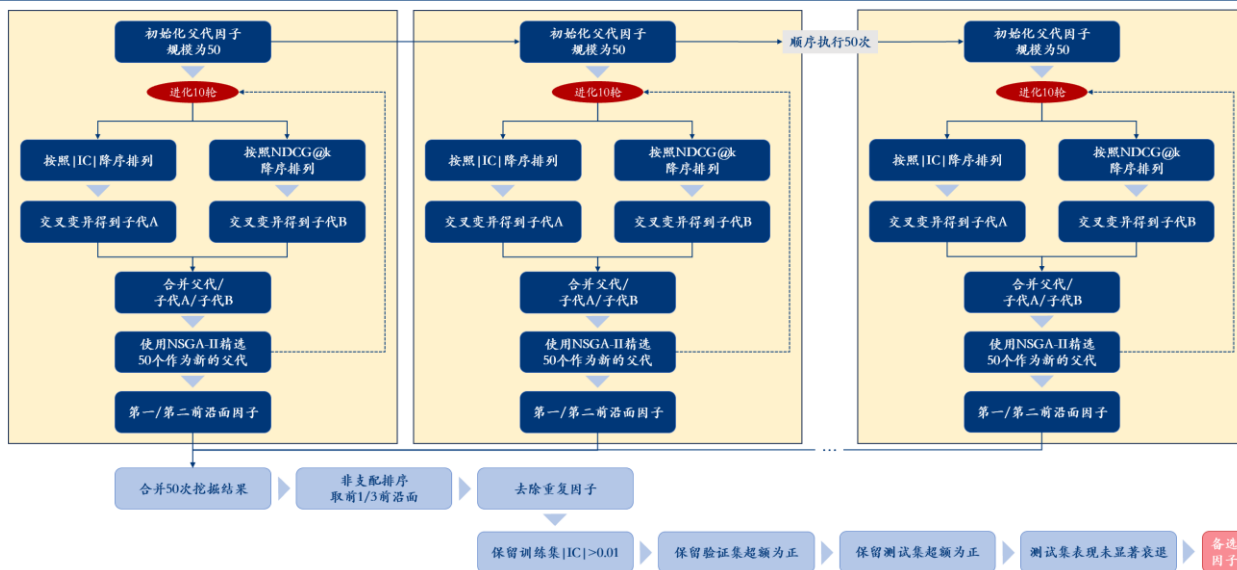 初始化父代因子
规模为50
进化10轮
按照|IC|降序排列
按照NDCG@k
降序排列
交叉变异得到子代A
交叉变异得到子代B
合并父代/
子代A/子代B
使用NSGA-II精选
50个作为新的父代
第一/第二前沿面因子
初始化父代因子
规模为50
进化10轮
按照|IC|降序排列
按照NDCG@k
降序排列
交叉变异得到子代A
交叉变异得到子代B
合并父代/
子代A/子代B
使用NSGA-II精选
50个作为新的父代
第一/第二前沿面因子
顺序执行50次
初始化父代因子
规模为50
进化10轮
按照|IC|降序排列
按照NDCG@k
降序排列
交叉变异得到子代A
交叉变异得到子代B
合并父代/
子代A/子代B
使用NSGA-II精选
50个作为新的父代
第一/第二前沿面因子
...
合并50次挖掘结果
非支配排序
取前1/3前沿面
去除重复因子
保留训练集|IC|>0.01
保留验证集超额为正
保留测试集超额为正
测试集表现未显著衰退
备选
因子